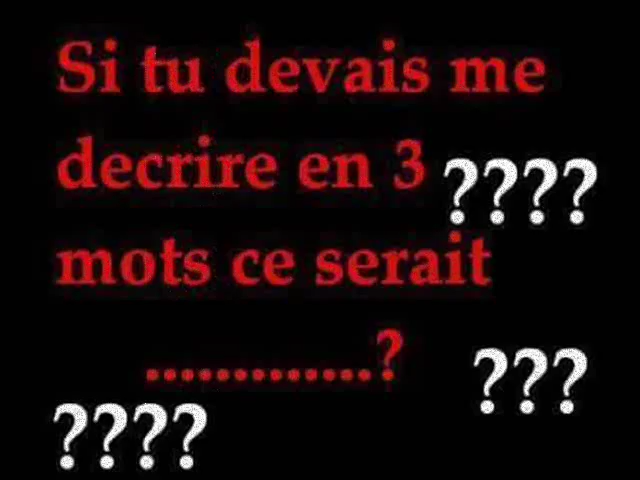 Si tu devais me
decrire en 3 ????
mots ce serait
.............? ???
????